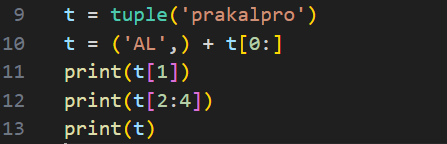 9 t = tuple('prakalpro')
10 t = ('AL',) + t[0:]
11 print(t[1])
12 print(t[2:4])
13 print(t)